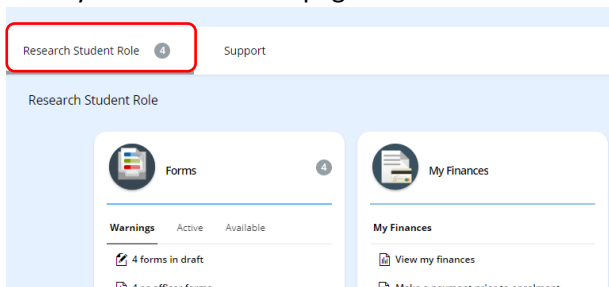 Research Student Role 4 Support
Research Student Role
Forms 4
My Finances
Warnings Active Available
4 forms in draft
My Finances
View my finances